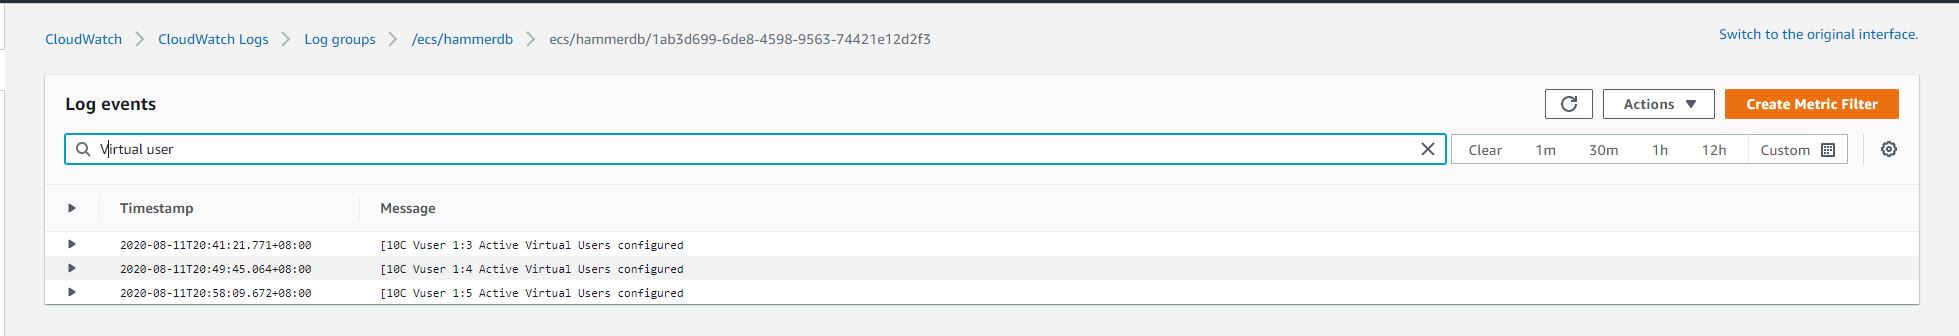 CloudWatch CloudWatch Logs Log groups /ecs/hammerdb ecs/hammerdb/1ab3d699-6de8-4598-9563-74421e12d2f3
Switch to the original interface.
Log events
Actions
Create Metric Filter
Virtual user
Clear 1m 30m 1h 12h Custom
Timestamp Message
2020-08-11T20:41:21.771+08:00 [10C Vuser 1:3 Active Virtual Users configured
2020-08-11T20:49:45.064+08:00 [10C Vuser 1:4 Active Virtual Users configured
2020-08-11T20:58:09.672+08:00 [10C Vuser 1:5 Active Virtual Users configured